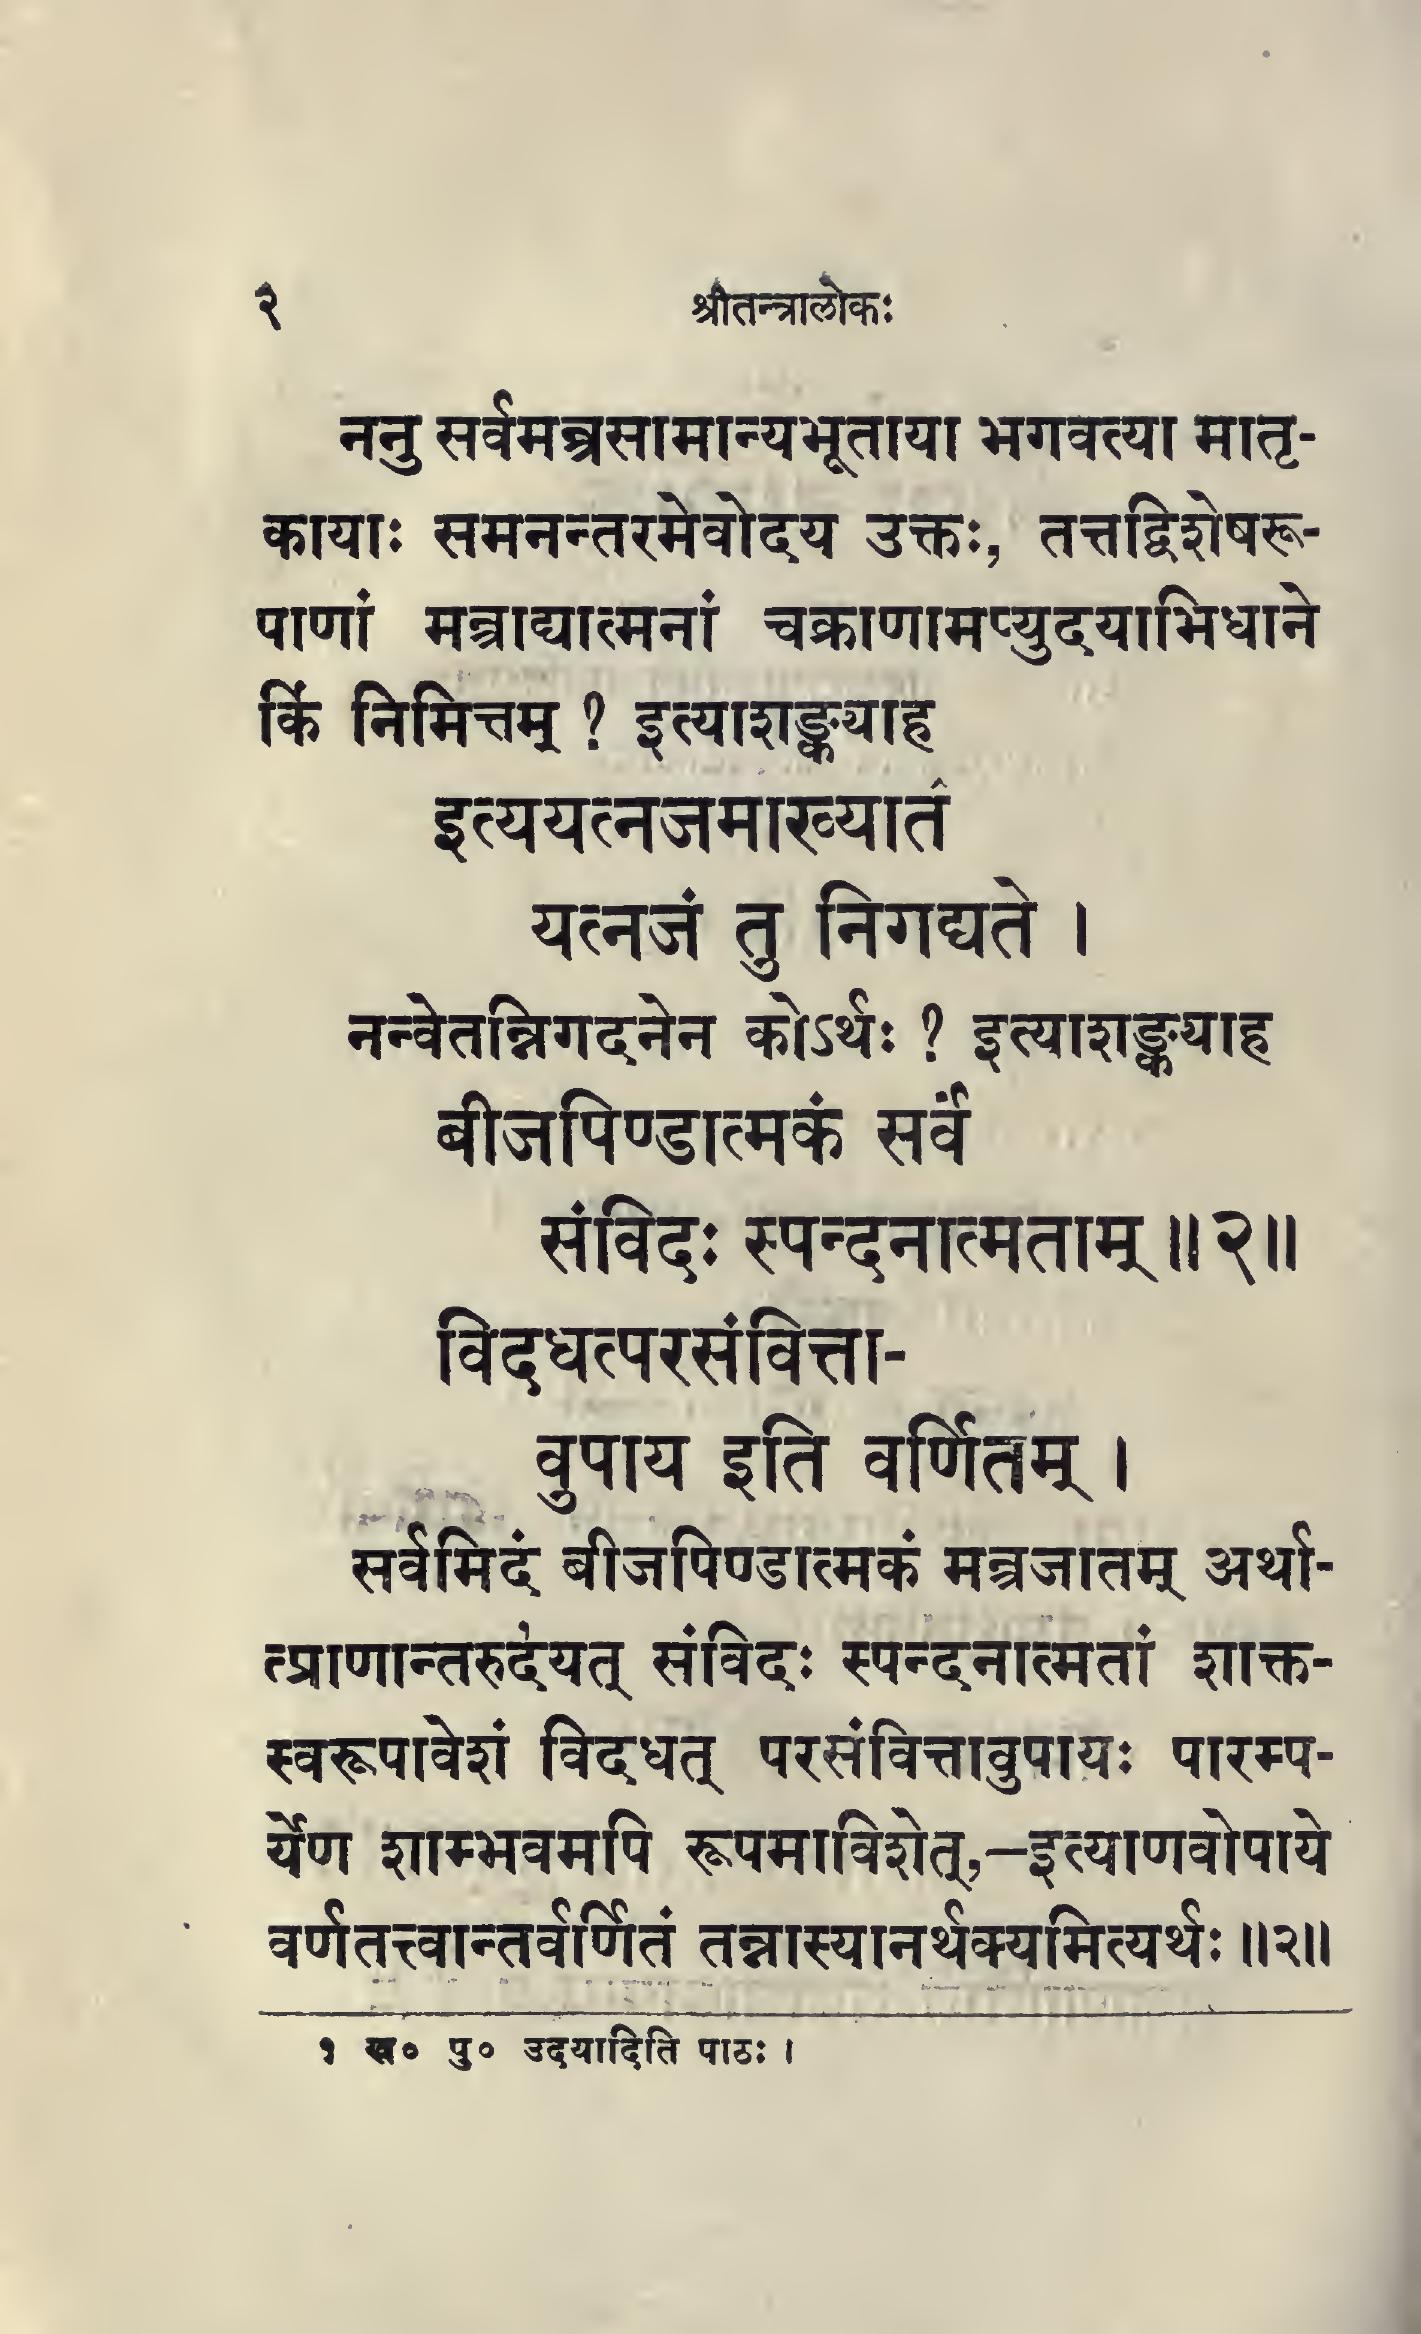 २ श्रीतन्त्रालोकः
ननु सर्वमन्त्रसामान्यभूताया भगवत्या मातृ-
कायाः समनन्तरमेवोदय उक्तः, तत्तद्विशेषरू-
पाणां मन्त्राद्यात्मनां चक्राणामप्युदयाभिधाने
किं निमित्तम् ? इत्याशङ्क्याह
इत्ययत्नजमाख्यातं
यत्नजं तु निगद्यते ।
नन्वेतन्निगदनेन कोऽर्थः ? इत्याशङ्क्याह
बीजपिण्डात्मकं सर्वं
संविदः स्पन्दनात्मताम् ॥२॥
विदधत्परसंवित्ता-
वुपाय इति वर्णितम् ।
सर्वमिदं बीजपिण्डात्मकं मन्त्रजातम् अर्था-
त्प्राणान्तरुद१यत् संविदः स्पन्दनात्मतां शाक्त-
स्वरूपावेशं विदधत् परसंवित्तावुपायः पारम्प-
र्येण शाम्भवमपि रूपमाविशेत्,—इत्याणवोपाये
वर्णतत्त्वान्तर्वर्णितं तन्नास्यानर्थक्यमित्यर्थः ॥२॥
१ ख० पु० उदयादिति पाठः ।